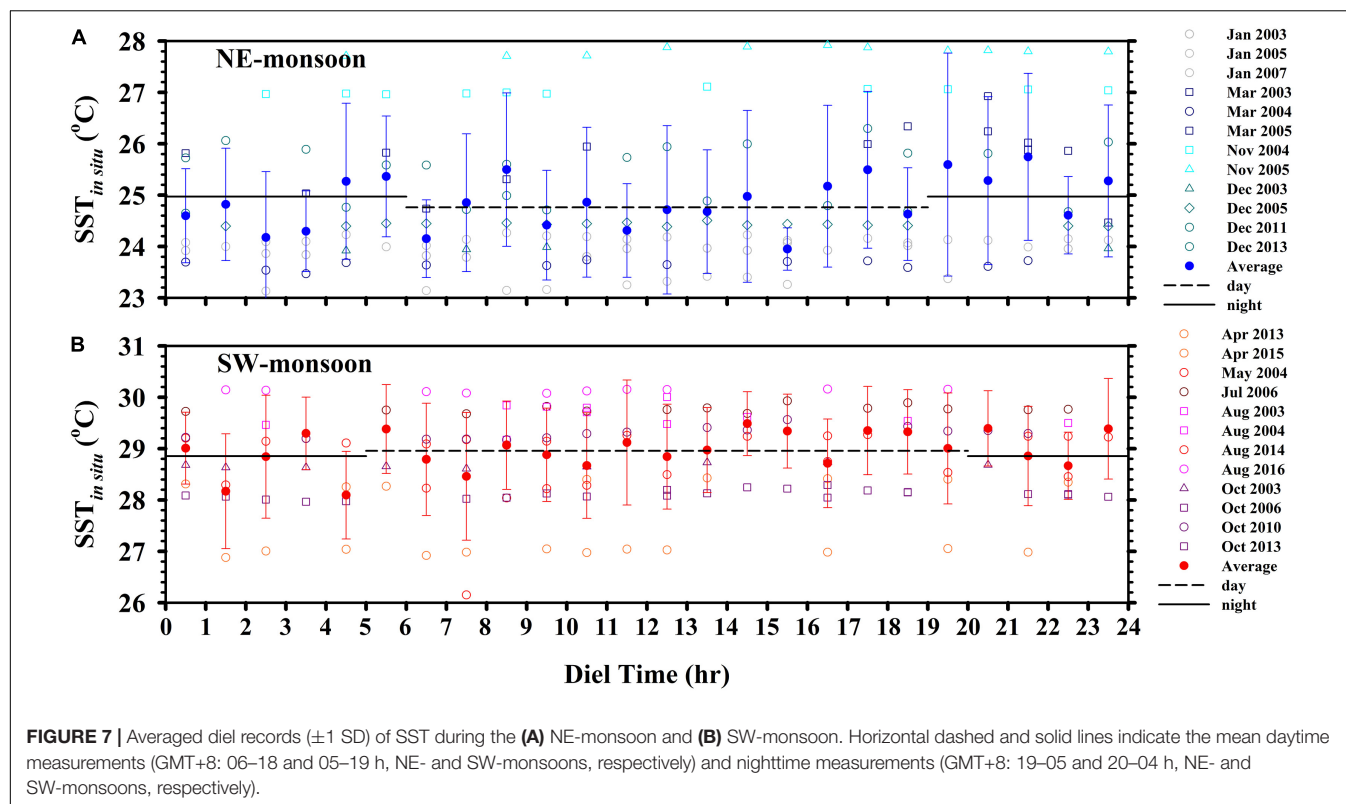 A
NE-monsoon
SST in situ (°C)
28
27
26
25
24
23
Jan 2003
Jan 2005
Jan 2007
Mar 2003
Mar 2004
Mar 2005
Nov 2004
Nov 2005
Dec 2003
Dec 2005
Dec 2011
Dec 2013
Average
day
night
B
SW-monsoon
SST in situ (°C)
31
30
29
28
27
26
0 1 2 3 4 5 6 7 8 9 10 11 12 13 14 15 16 17 18 19 20 21 22 23 24
Diel Time (hr)
Apr 2013
Apr 2015
May 2004
Jul 2006
Aug 2003
Aug 2004
Aug 2014
Aug 2016
Oct 2003
Oct 2006
Oct 2010
Oct 2013
Average
day
night
FIGURE 7 | Averaged diel records (±1 SD) of SST during the (A) NE-monsoon and (B) SW-monsoon. Horizontal dashed and solid lines indicate the mean daytime
measurements (GMT+8: 06–18 and 05–19 h, NE- and SW-monsoons, respectively) and nighttime measurements (GMT+8: 19–05 and 20–04 h, NE- and
SW-monsoons, respectively).